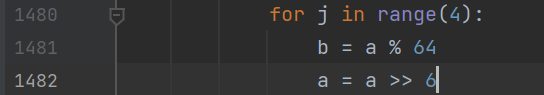 1480 for j in range(4):
1481 b = a % 64
1482 a = a >> 6